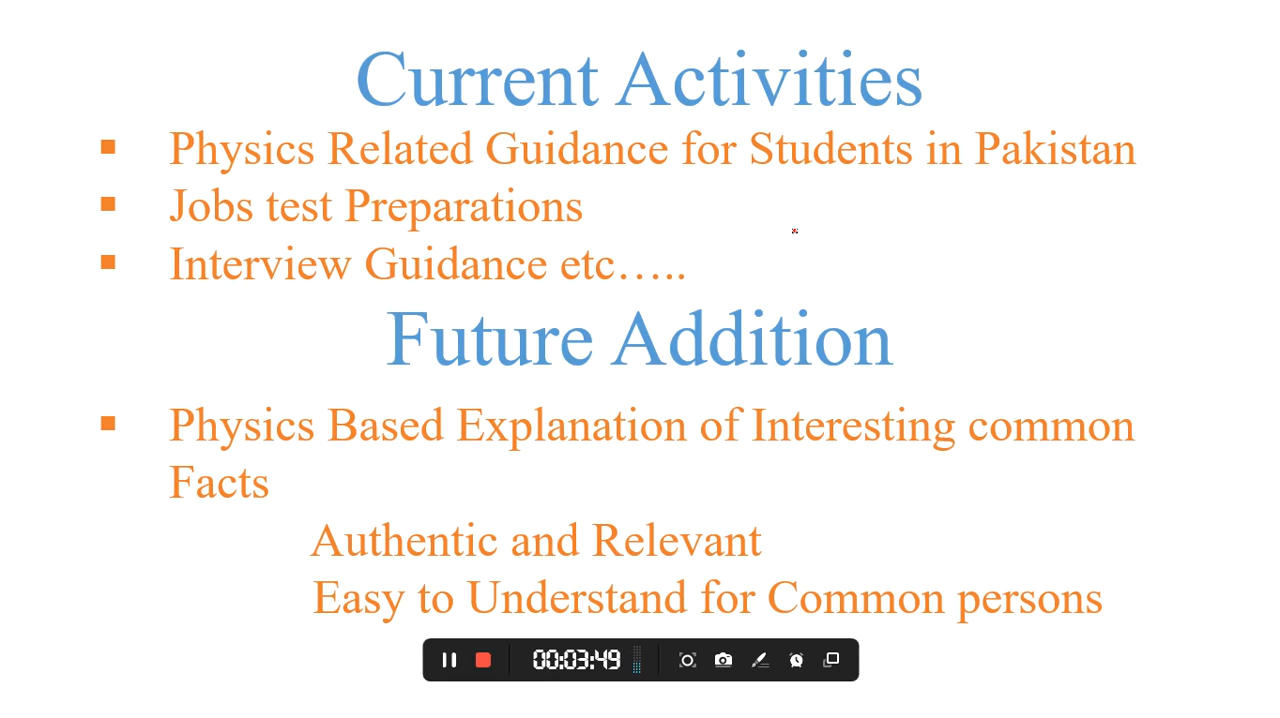 Current Activities
▪ Physics Related Guidance for Students in Pakistan
▪ Jobs test Preparations
▪ Interview Guidance etc…..
Future Addition
▪ Physics Based Explanation of Interesting common
Facts
Authentic and Relevant
Easy to Understand for Common persons
00:03:49